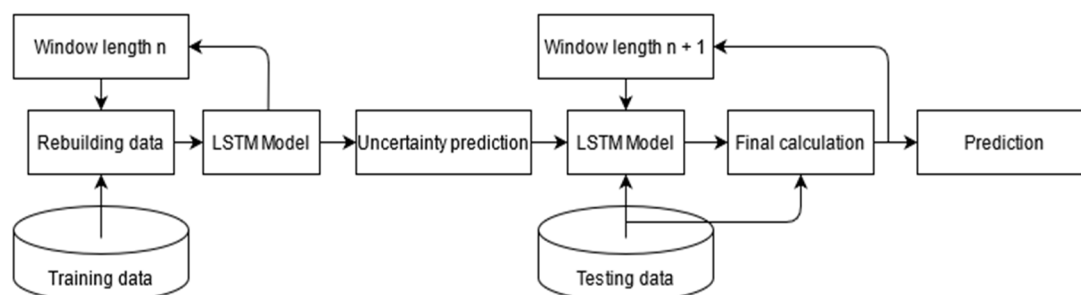 Window length n
Window length n + 1
Rebuilding data
LSTM Model
Uncertainty prediction
LSTM Model
Final calculation
Prediction
Training data
Testing data